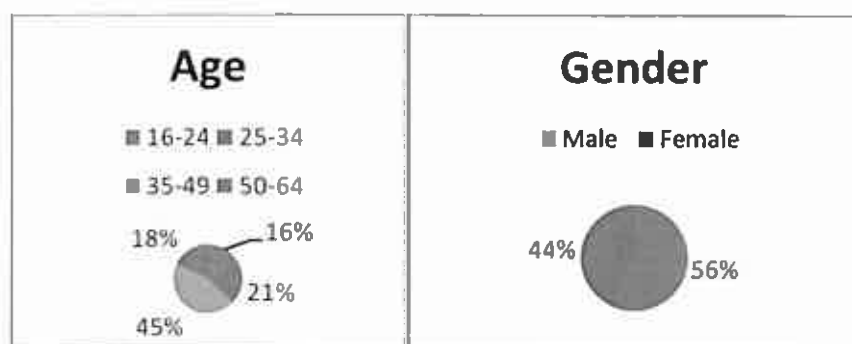 Age
16-24 25-34
35-49 50-64
18% 16%
21%
45%
Gender
Male Female
44% 56%